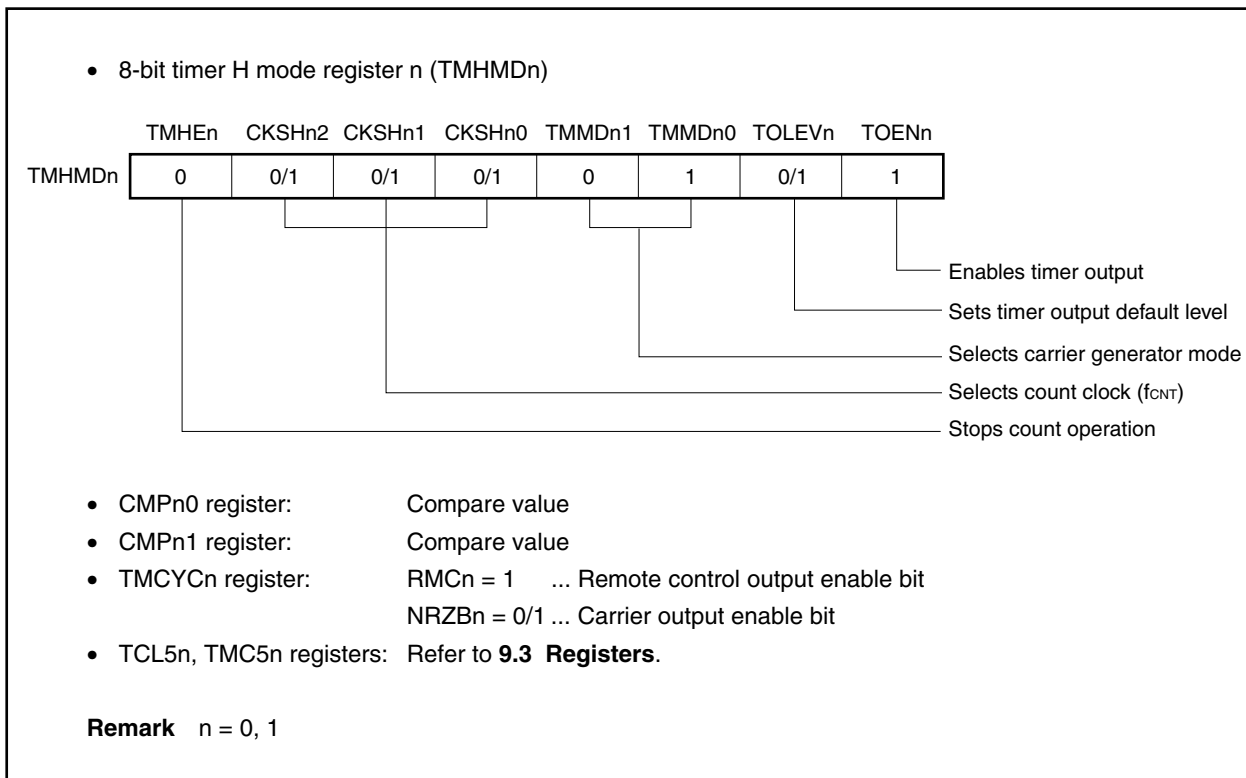 • 8-bit timer H mode register n (TMHMDn)
TMHEn CKSHn2 CKSHn1 CKSHn0 TMMDn1 TMMDn0 TOLEVn TOENn
TMHMDn 0 0/1 0/1 0/1 0 1 0/1 1
Enables timer output
Sets timer output default level
Selects carrier generator mode
Selects count clock (fCNT)
Stops count operation
• CMPn0 register: Compare value
• CMPn1 register: Compare value
• TMCYCn register: RMCn = 1 ... Remote control output enable bit
NRZBn = 0/1 ... Carrier output enable bit
• TCL5n, TMC5n registers: Refer to 9.3 Registers.
Remark n = 0, 1